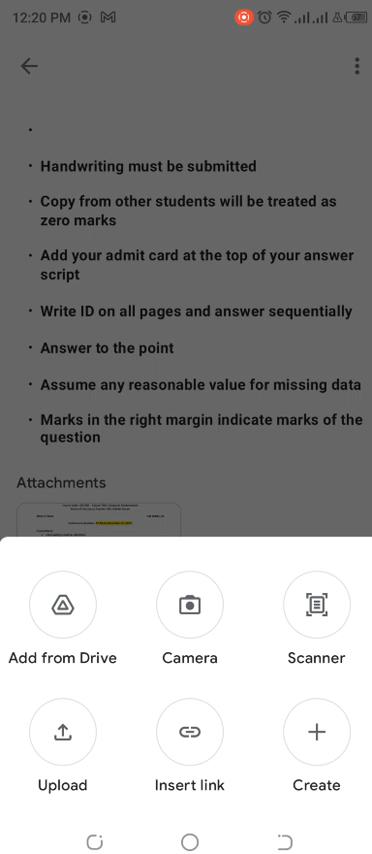 12:20 PM
67
Handwriting must be submitted
Copy from other students will be treated as
zero marks
Add your admit card at the top of your answer
script
Write ID on all pages and answer sequentially
Answer to the point
Assume any reasonable value for missing data
Marks in the right margin indicate marks of the
question
Attachments
Add from Drive
Camera
Scanner
Upload
Insert link
Create